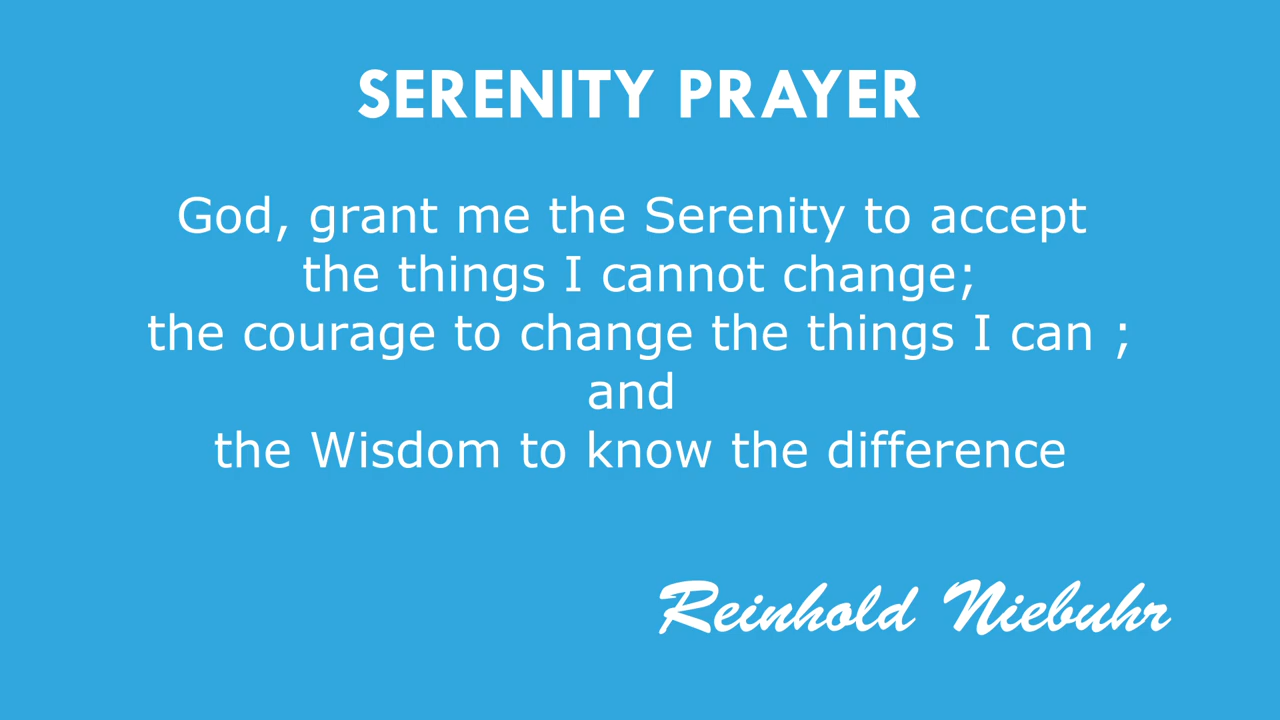 SERENITY PRAYER
God, grant me the Serenity to accept
the things I cannot change;
the courage to change the things I can ;
and
the Wisdom to know the difference
Reinhold Niebuhr